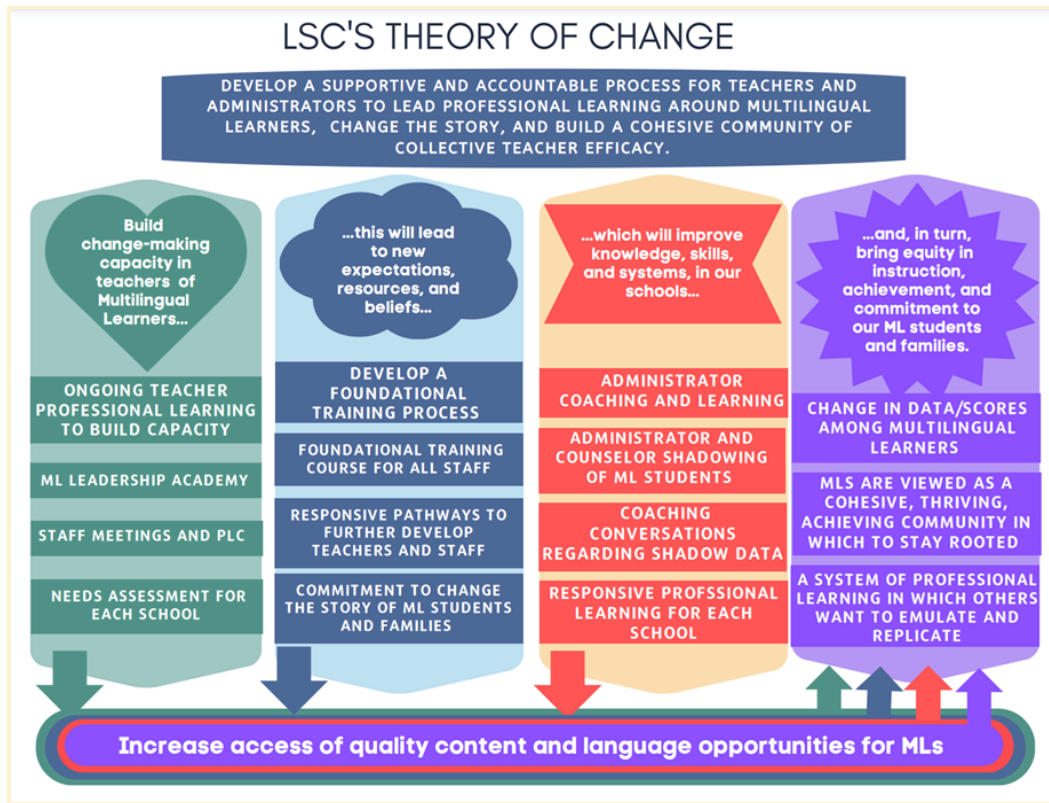 LSC'S THEORY OF CHANGE
DEVELOP A SUPPORTIVE AND ACCOUNTABLE PROCESS FOR TEACHERS AND
ADMINISTRATORS TO LEAD PROFESSIONAL LEARNING AROUND MULTILINGUAL
LEARNERS, CHANGE THE STORY, AND BUILD A COHESIVE COMMUNITY OF
COLLECTIVE TEACHER EFFICACY.
Build
change-making
capacity in
teachers of
Multilingual
Learners...
ONGOING TEACHER
PROFESSIONAL LEARNING
TO BUILD CAPACITY
ML LEADERSHIP ACADEMY
STAFF MEETINGS AND PLC
NEEDS ASSESSMENT FOR
EACH SCHOOL
...this will lead
to new
expectations,
resources, and
beliefs...
DEVELOP A
FOUNDATIONAL
TRAINING PROCESS
FOUNDATIONAL TRAINING
COURSE FOR ALL STAFF
RESPONSIVE PATHWAYS TO
FURTHER DEVELOP
TEACHERS AND STAFF
COMMITMENT TO CHANGE
THE STORY OF ML STUDENTS
AND FAMILIES
...which will improve
knowledge, skills,
and systems, in our
schools...
ADMINISTRATOR
COACHING AND LEARNING
ADMINISTRATOR AND
COUNSELOR SHADOWING
OF ML STUDENTS
COACHING
CONVERSATIONS
REGARDING SHADOW DATA
RESPONSIVE PROFSSIONAL
LEARNING FOR EACH
SCHOOL
...and, in turn,
bring equity in
instruction,
achievement, and
commitment to
our ML students
and families.
CHANGE IN DATA/SCORES
AMONG MULTILINGUAL
LEARNERS
MLS ARE VIEWED AS A
COHESIVE, THRIVING,
ACHIEVING COMMUNITY IN
WHICH TO STAY ROOTED
A SYSTEM OF PROFESSIONAL
LEARNING IN WHICH OTHERS
WANT TO EMULATE AND
REPLICATE
Increase access of quality content and language opportunities for MLs